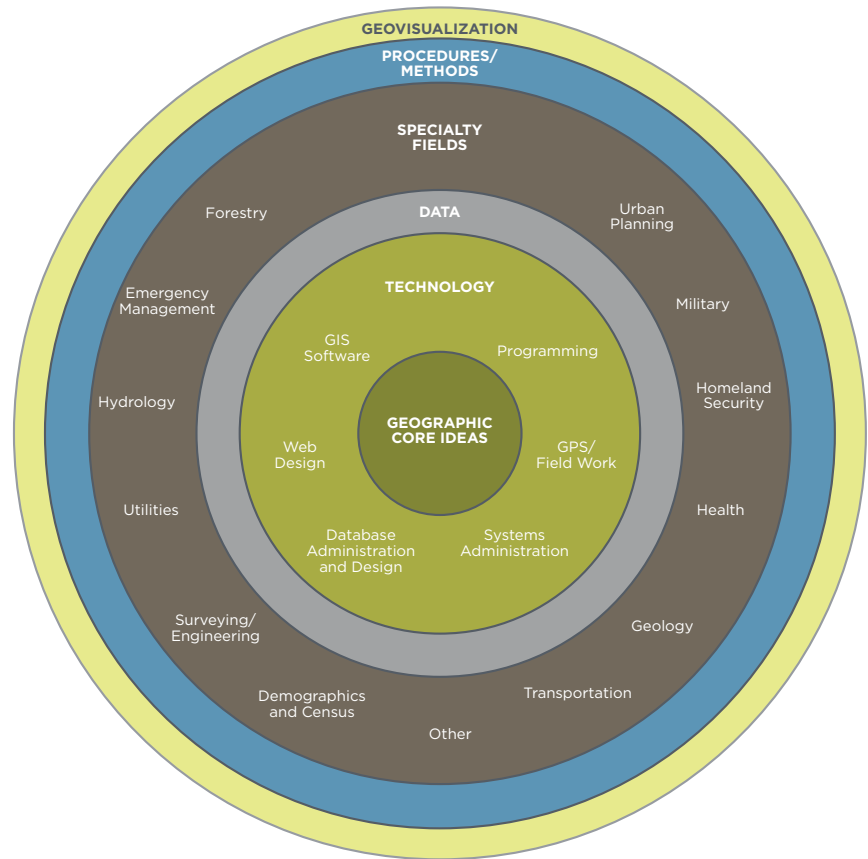 GEOVISUALIZATION
PROCEDURES/
METHODS
SPECIALTY
FIELDS
DATA
TECHNOLOGY
GEOGRAPHIC
CORE IDEAS
GIS
Software
Programming
Web
Design
GPS/
Field Work
Database
Administration
and Design
Systems
Administration
Forestry
Urban
Planning
Emergency
Management
Military
Hydrology
Homeland
Security
Utilities
Health
Surveying/
Engineering
Geology
Demographics
and Census
Transportation
Other